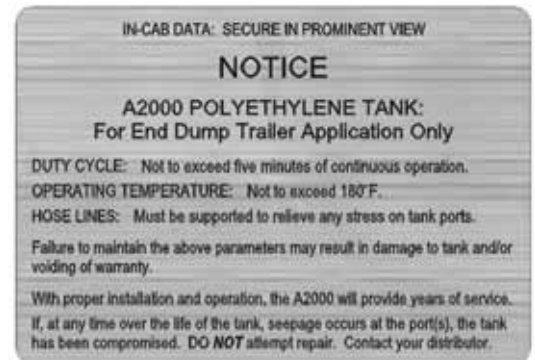 IN-CAB DATA: SECURE IN PROMINENT VIEW
NOTICE
A2000 POLYETHYLENE TANK:
For End Dump Trailer Application Only
DUTY CYCLE: Not to exceed five minutes of continuous operation.
OPERATING TEMPERATURE: Not to exceed 180°F.
HOSE LINES: Must be supported to relieve any stress on tank ports.
Failure to maintain the above parameters may result in damage to tank and/or
voiding of warranty.
With proper installation and operation, the A2000 will provide years of service.
If, at any time over the life of the tank, seepage occurs at the port(s), the tank
has been compromised. DO NOT attempt repair. Contact your distributor.